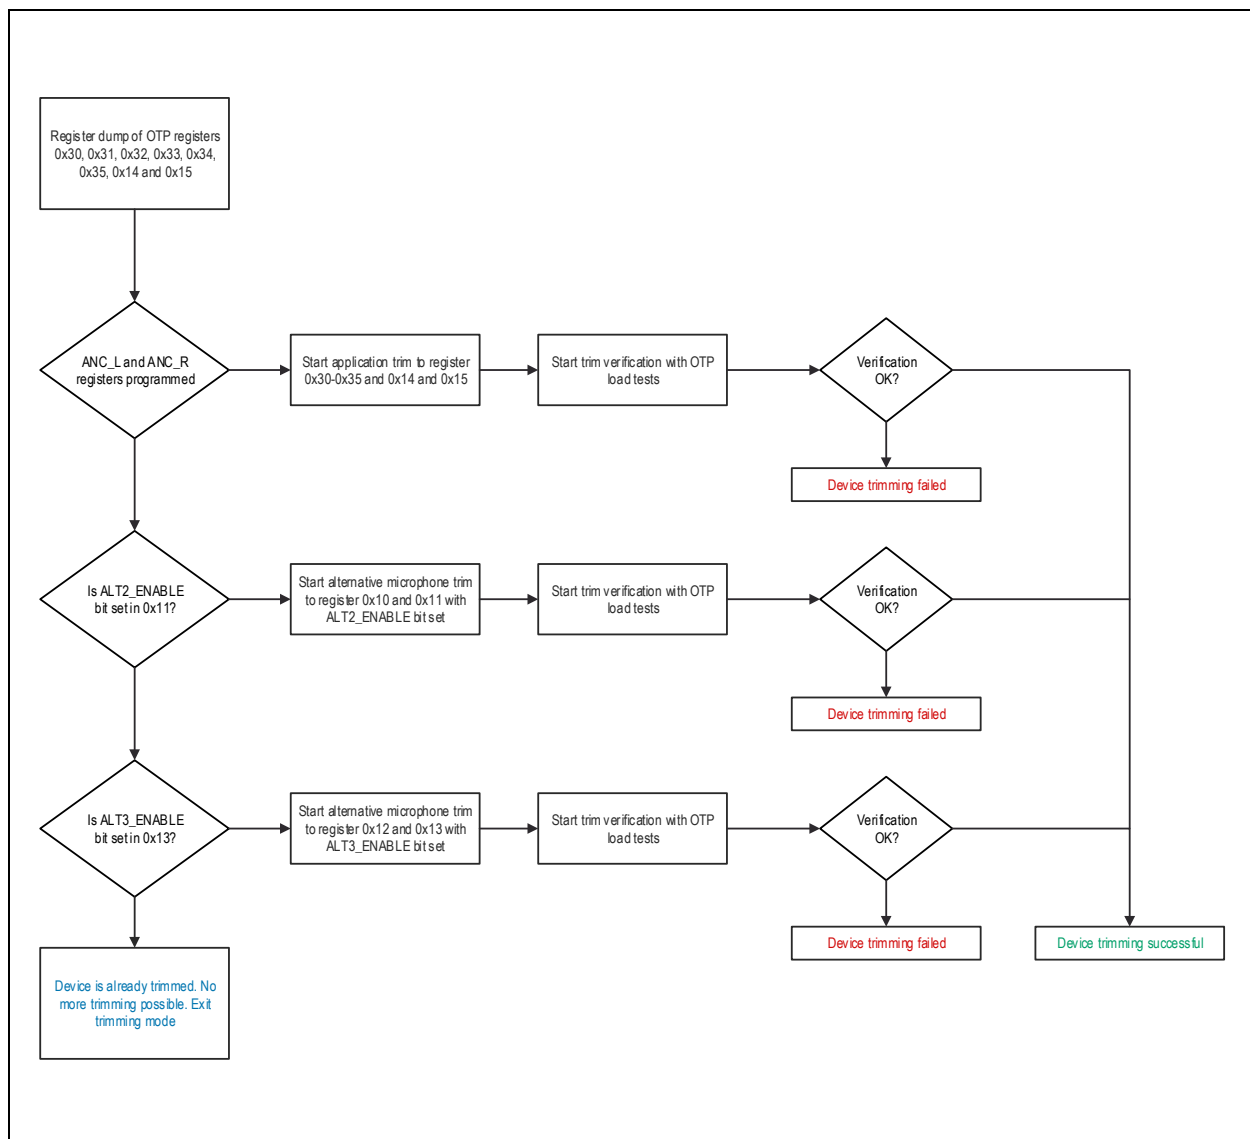 Register dump of OTP registers
0x30, 0x31, 0x32, 0x33, 0x34,
0x35, 0x14 and 0x15
ANC_L and ANC_R
registers programmed
Start application trim to register
0x30-0x35 and 0x14 and 0x15
Start trim verification with OTP
load tests
Verification
OK?
Device trimming failed
Is ALT2_ENABLE
bit set in 0x11?
Start alternative microphone trim
to register 0x10 and 0x11 with
ALT2_ENABLE bit set
Start trim verification with OTP
load tests
Verification
OK?
Device trimming failed
Is ALT3_ENABLE
bit set in 0x13?
Start alternative microphone trim
to register 0x12 and 0x13 with
ALT3_ENABLE bit set
Start trim verification with OTP
load tests
Verification
OK?
Device trimming failed
Device trimming successful
Device is already trimmed. No
more trimming possible. Exit
trimming mode